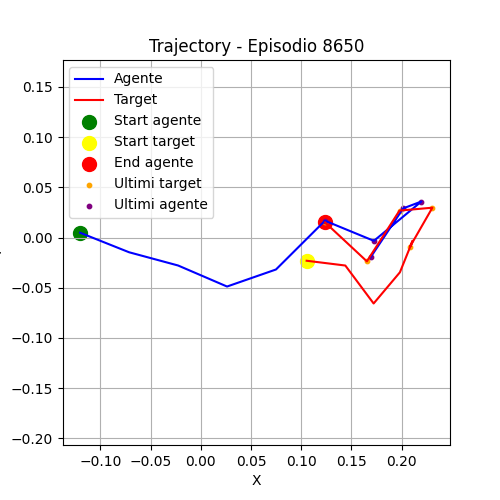 Trajectory - Episodio 8650
Agente
Target
Start agente
Start target
End agente
Ultimi target
Ultimi agente
0.15
0.10
0.05
0.00
−0.05
−0.10
−0.15
−0.20
−0.10
−0.05
0.00
0.05
0.10
0.15
0.20
X